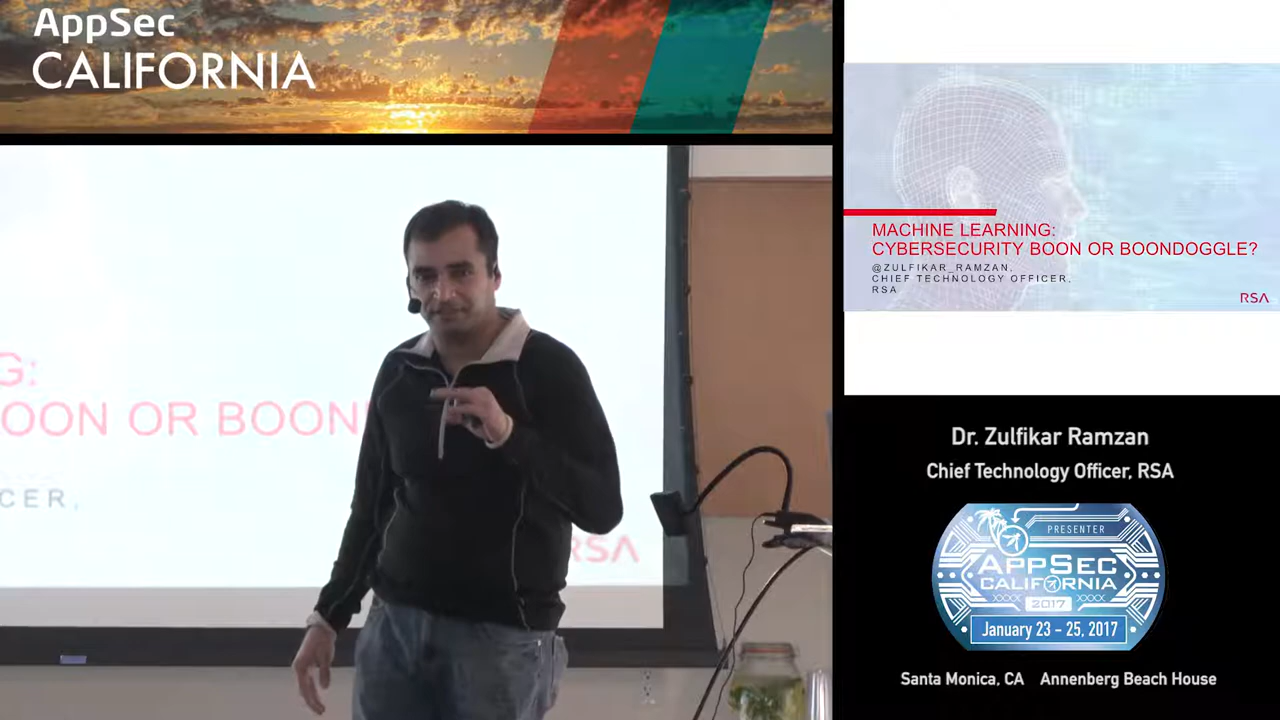 AppSec
CALIFORNIA
G:
OON OR BOON
CER,
RSA
MACHINE LEARNING:
CYBERSECURITY BOON OR BOONDOGGLE?
@ZULFIKAR_RAMZAN,
CHIEF TECHNOLOGY OFFICER,
RSA
RSA
Dr. Zulfikar Ramzan
Chief Technology Officer, RSA
PRESENTER
APPSEC
CALIFORNIA
XXXX 2017 XXXX
January 23 - 25, 2017
Santa Monica, CA Annenberg Beach House